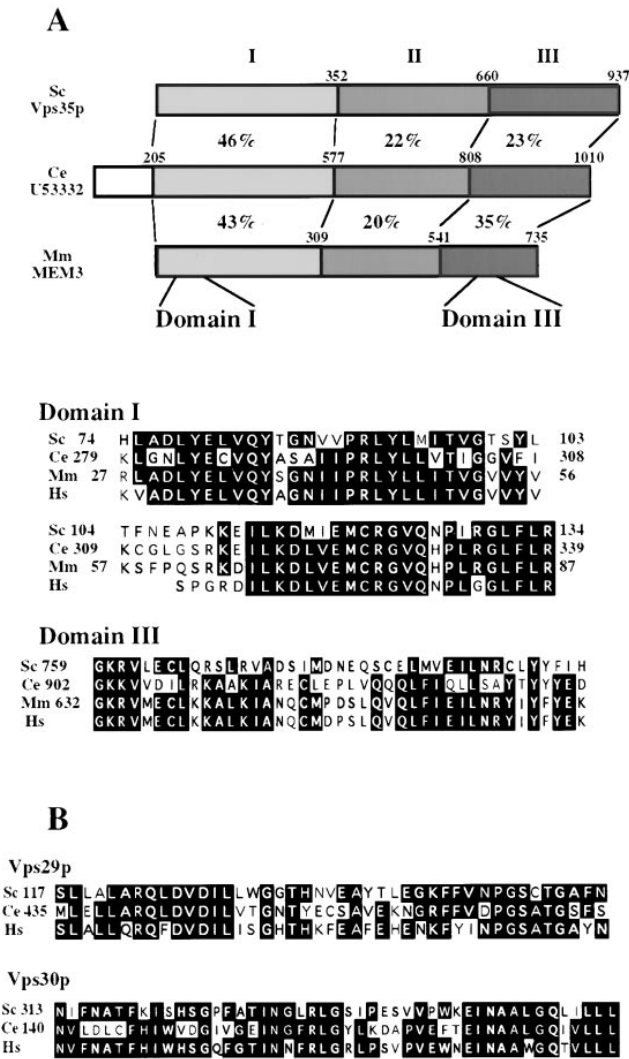 A
I II III
352 660 937
Sc
Vps35p
46% 22% 23%
205 577 808 1010
Ce
U53332
43% 20% 35%
309 541 735
Mm
MEM3
Domain I Domain III
Domain I
Sc 74 HLADLYELVQYTGNVVPRLYLMITVGTSYL 103
Ce 279 KLGNLYECVQYASAIIPRLYLLVTIGGVFI 308
Mm 27 RLADLYELVQYSGNIIPRLYLLITVGVVYV 56
Hs KVADLYELVQYAGNIIPRLYLLITVGVVYV
Sc 104 TFNEAPKKEILKDMIEMCRGVQNPIRGLFLR 134
Ce 309 KCGLGSRKEILKDLVEMCRGVQHPLRGLFLR 339
Mm 57 KSFPQSRKDILKDLVEMCRGVQHPLRGLFLR 87
Hs SPGRDILKDLVEMCRGVQNPLGGLFLR
Domain III
Sc 759 GKRVLECLQRSLRVADSIMDNEQSCELMVEILNRCLYYFIH
Ce 902 GKKVVDILRKAAKIARECLEPLVQQQLFIQLLSAYTYYYED
Mm 632 GKRVMECLKKALKIANQCMPDSLQVQLFIEILNRYIYFYEK
Hs GKRVMECLKKALKIANQCMDPSLQVQLFIEILNRYIYFYEK
B
Vps29p
Sc 117 SLLALARQLDVDILLWGGTHNVEAYTLEGKFFVNPGSCTGAFN
Ce 435 MLELLARQLDVDILVTGNTYECSAVEKNGRFFVDPGSATGSFS
Hs SLALLQRQFDVDILISGHTHKFEAFEHENKFYINPGSATGAYN
Vps30p
Sc 313 NIFNATFKISHSGPFATINGLRLGSIPESVVPWKEINAALGQLILLL
Ce 140 NVLDLCFHIWVDGIVGEINGFRLGYLKDAPVEFTEINAALGQIVLLL
Hs NVFNATFHIWHSGQFGTINNFRLGRLPSVPVEWNEINAAWGQTVLLL